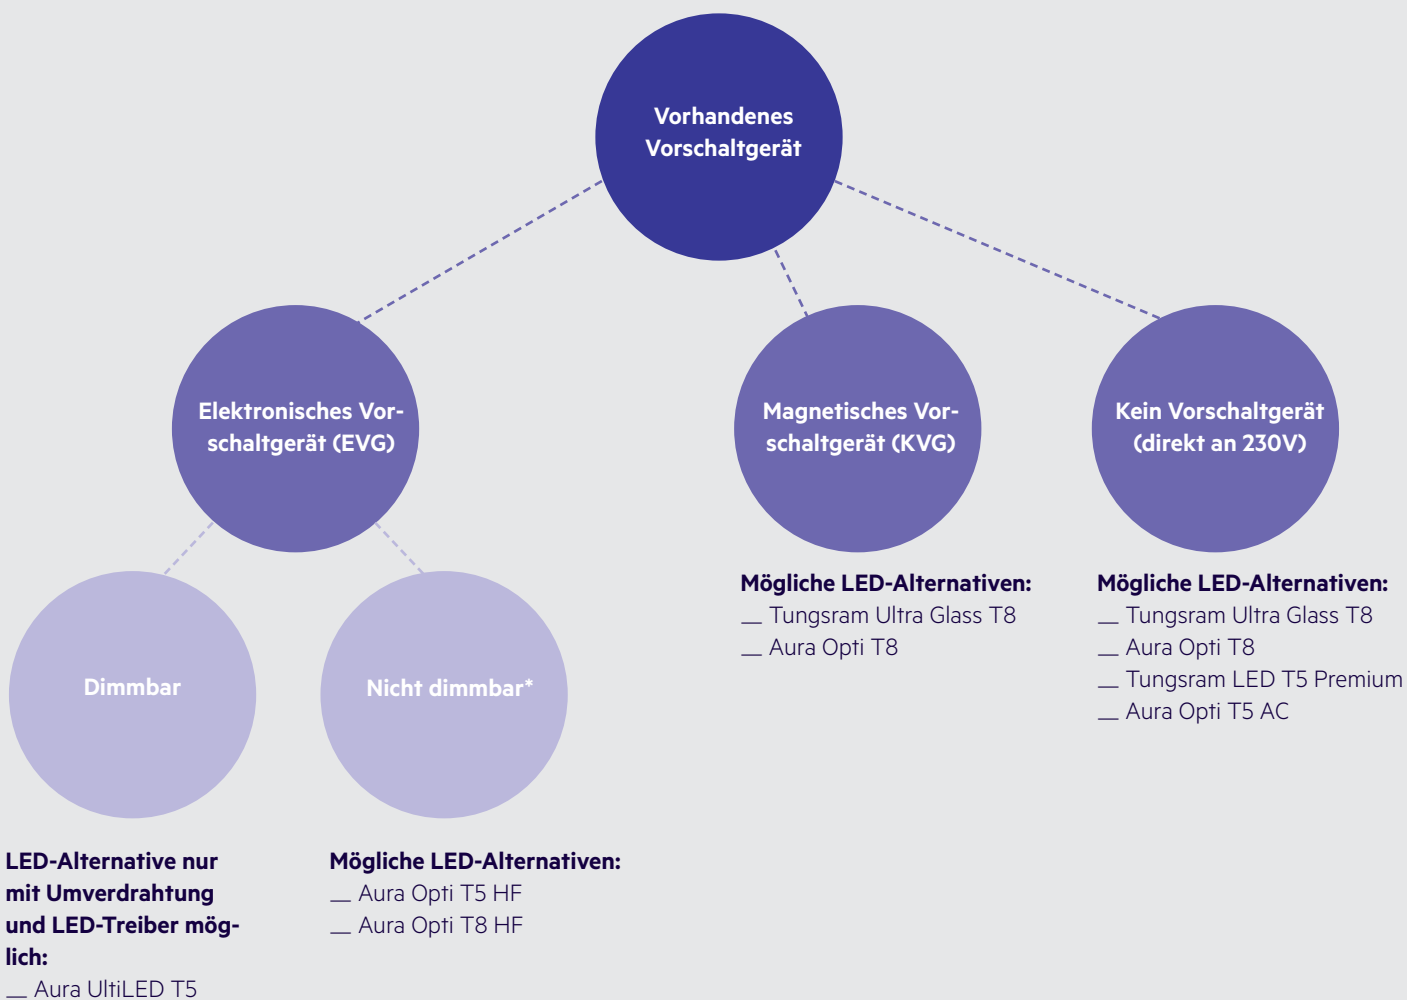 Vorhandenes
Vorschaltgerät
Elektronisches Vor-
schaltgerät (EVG)
Magnetisches Vor-
schaltgerät (KVG)
Kein Vorschaltgerät
(direkt an 230V)
Dimmbar
Nicht dimmbar*
Mögliche LED-Alternativen:
__ Tungsram Ultra Glass T8
__ Aura Opti T8
Mögliche LED-Alternativen:
__ Tungsram Ultra Glass T8
__ Aura Opti T8
__ Tungsram LED T5 Premium
__ Aura Opti T5 AC
LED-Alternative nur
mit Umverdrahtung
und LED-Treiber mög-
lich:
__ Aura UltiLED T5
Mögliche LED-Alternativen:
__ Aura Opti T5 HF
__ Aura Opti T8 HF